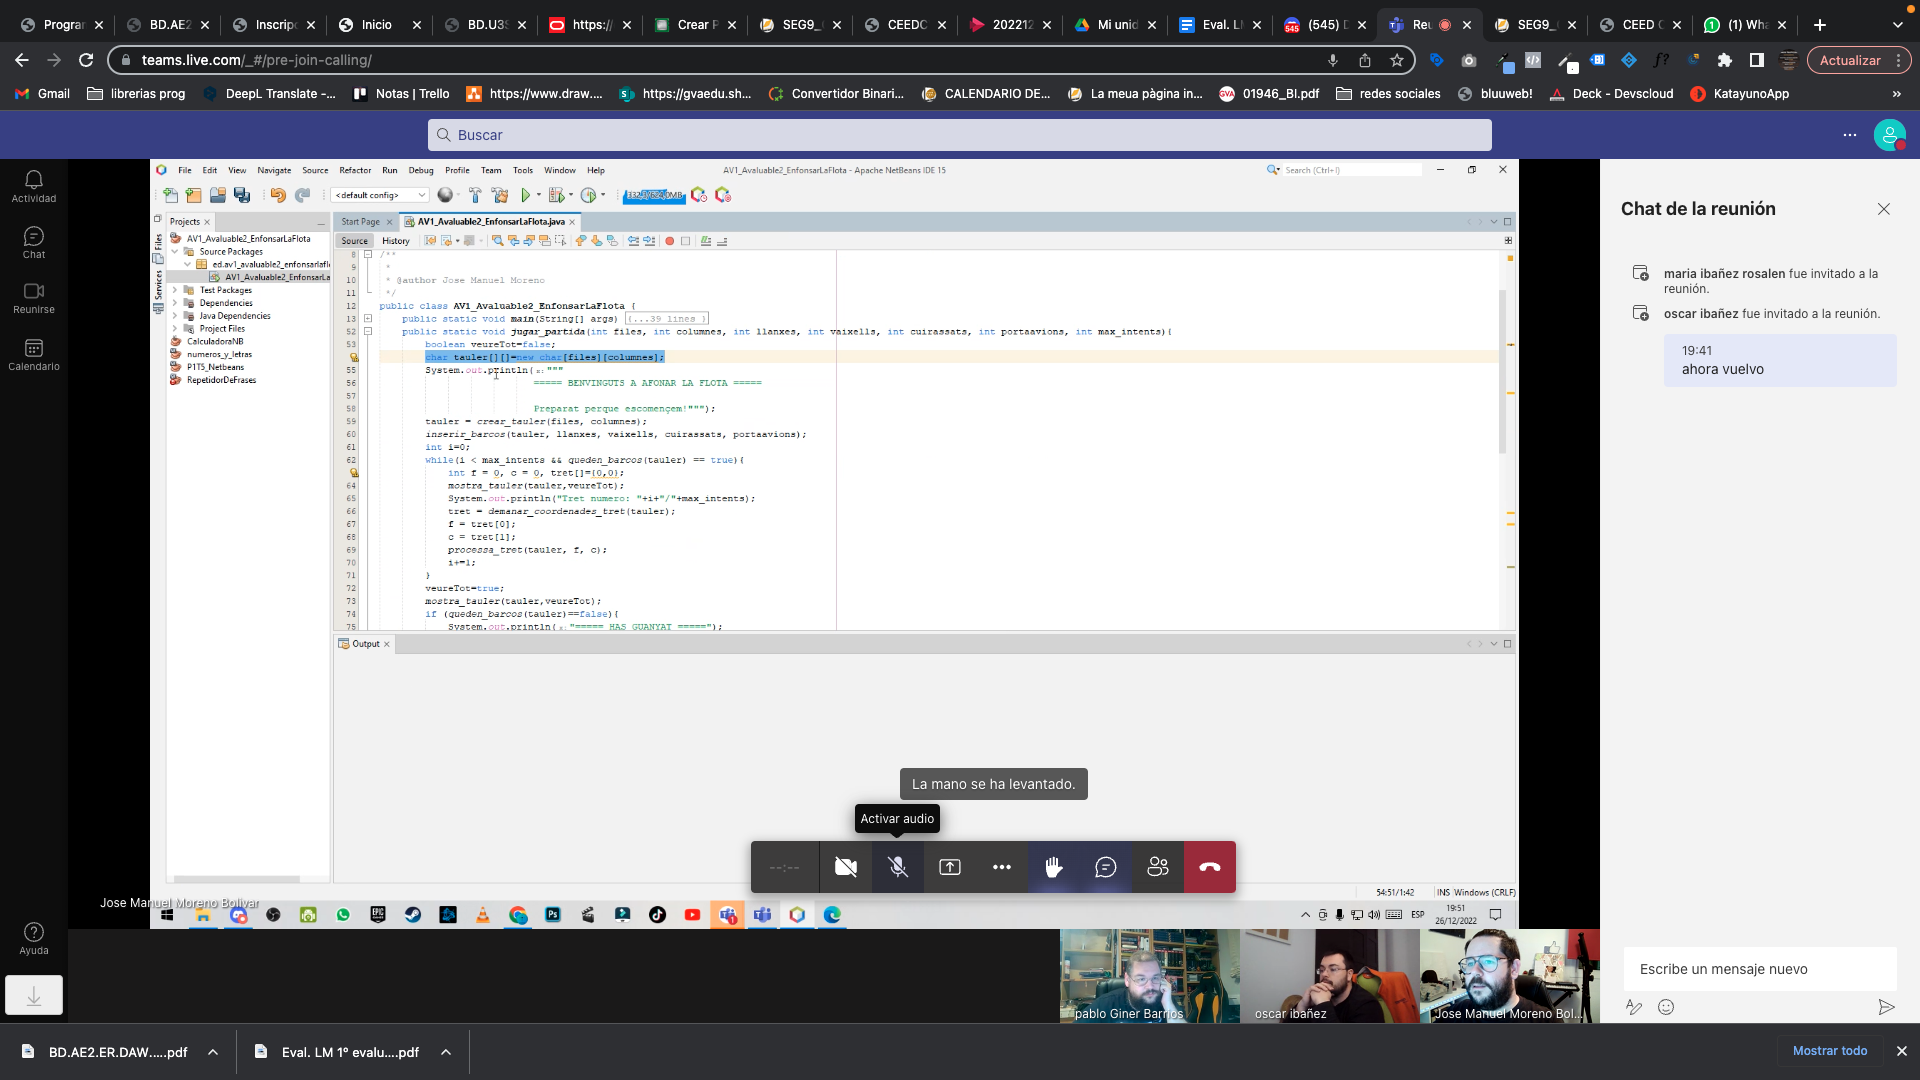 Progra
BD.AE2
Inscrip
Inicio
BD.U3S
https:/
Crear P
SEG9_
CEEDC
202212
Mi unid
Eval. L
(545) D
Reu
SEG9_
CEED C
(1) Wha
teams.live.com/_#/pre-join-calling/
Actualizar
Gmail
librerias prog
DeepL Translate -...
Notas | Trello
https://www.draw....
https://gvaedu.sh...
Convertidor Binari...
CALENDARIO DE...
La meua pàgina in...
01946_BI.pdf
redes sociales
bluuweb!
Deck - Devscloud
KatayunoApp
Buscar
Actividad
Chat
Reunirse
Calendario
Ayuda
File Edit View Navigate Source Refactor Run Debug Profile Team Tools Window Help
AV1_Avaluable2_EnfonsarLaFlota - Apache NetBeans IDE 15
Search (Ctrl+I)
<default config>
Projects
Files
Services
AV1_Avaluable2_EnfonsarLaFlota
Source Packages
ed.av1_avaluable2_enfonsarlafl
AV1_Avaluable2_EnfonsarLa
Test Packages
Dependencies
Java Dependencies
Project Files
CalculadoraNB
numeros_y_letras
P1T5_Netbeans
RepetidorDeFrases
Start Page
AV1_Avaluable2_EnfonsarLaFlota.java
Source History
8 /**
9 *
10 * @author Jose Manuel Moreno
11 */
12 public class AV1_Avaluable2_EnfonsarLaFlota {
13 public static void main(String[] args) {...39 lines }
52 public static void jugar_partida(int files, int columnes, int llanxes, int vaixells, int cuirassats, int portaavions, int max_intents){
53 boolean veureTot=false;
char tauler[][]=new char[files][columnes];
55 System.out.println("""
56 ===== BENVINGUTS A AFONAR LA FLOTA =====
57
58 Preparat perque escomençem!""");
59 tauler = crear_tauler(files, columnes);
60 inserir_barcos(tauler, llanxes, vaixells, cuirassats, portaavions);
61 int i=0;
62 while(i < max_intents && queden_barcos(tauler) == true){
int f = 0, c = 0, tret[]={0,0};
64 mostra_tauler(tauler,veureTot);
65 System.out.println("Tret numero: "+i+"/"+max_intents);
66 tret = demanar_coordenades_tret(tauler);
67 f = tret[0];
68 c = tret[1];
69 processa_tret(tauler, f, c);
70 i+=1;
71 }
72 veureTot=true;
73 mostra_tauler(tauler,veureTot);
74 if (queden_barcos(tauler)==false){
75 System.out.println("===== HAS GUANYAT =====");
Output
54:51/1:42
INS Windows (CRLF)
ESP
19:51
26/12/2022
La mano se ha levantado.
Activar audio
--:--
Jose Manuel Moreno Bolivar
pablo Giner Barrios
oscar ibañez
Jose Manuel Moreno Bol...
Chat de la reunión
maria ibañez rosalen fue invitado a la
reunión.
oscar ibañez fue invitado a la reunión.
19:41
ahora vuelvo
Escribe un mensaje nuevo
BD.AE2.ER.DAW.....pdf
Eval. LM 1º evalu....pdf
Mostrar todo